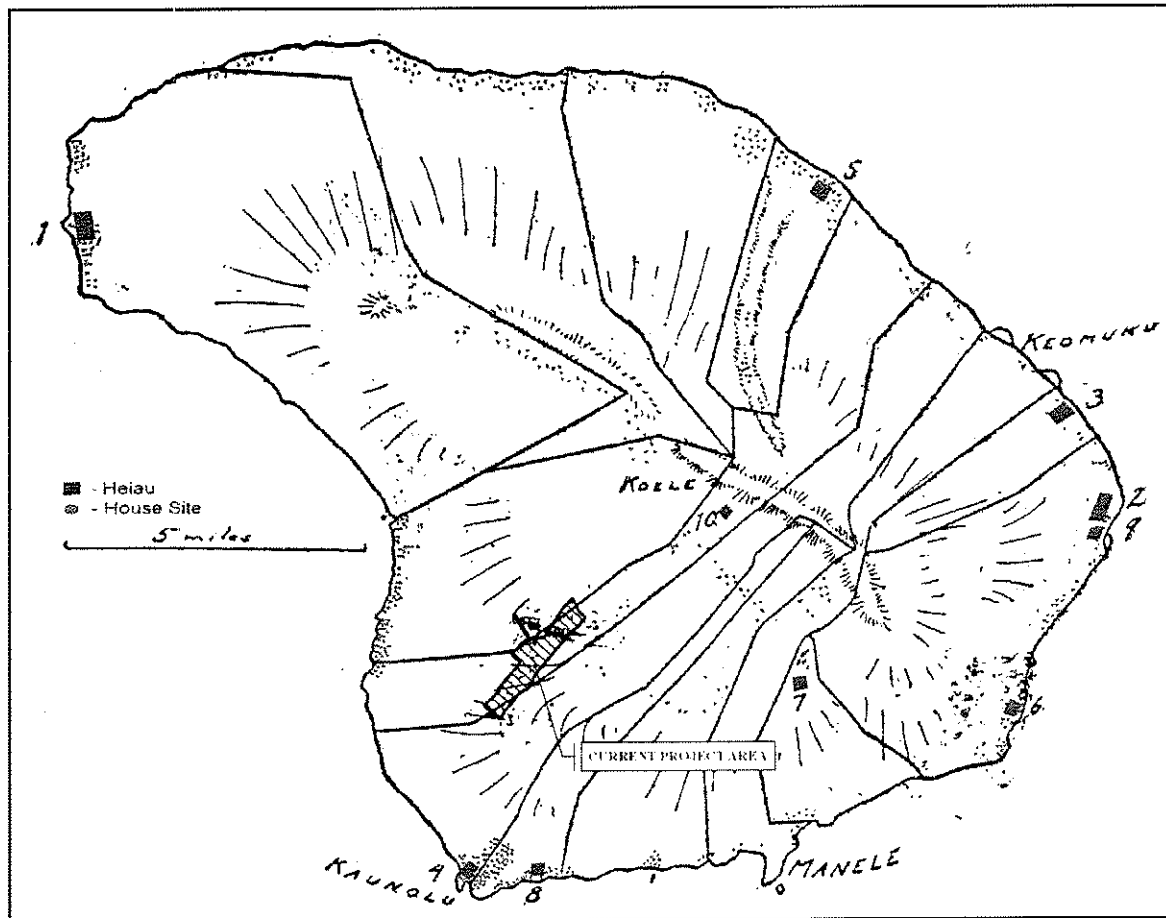 5
1
KEOMUKU
3
■ - Heiau
- House Site
5 miles
KOELE
10
2
9
7
6
CURRENT PROJECT AREA
4
KAUNOLU
8
MANELE